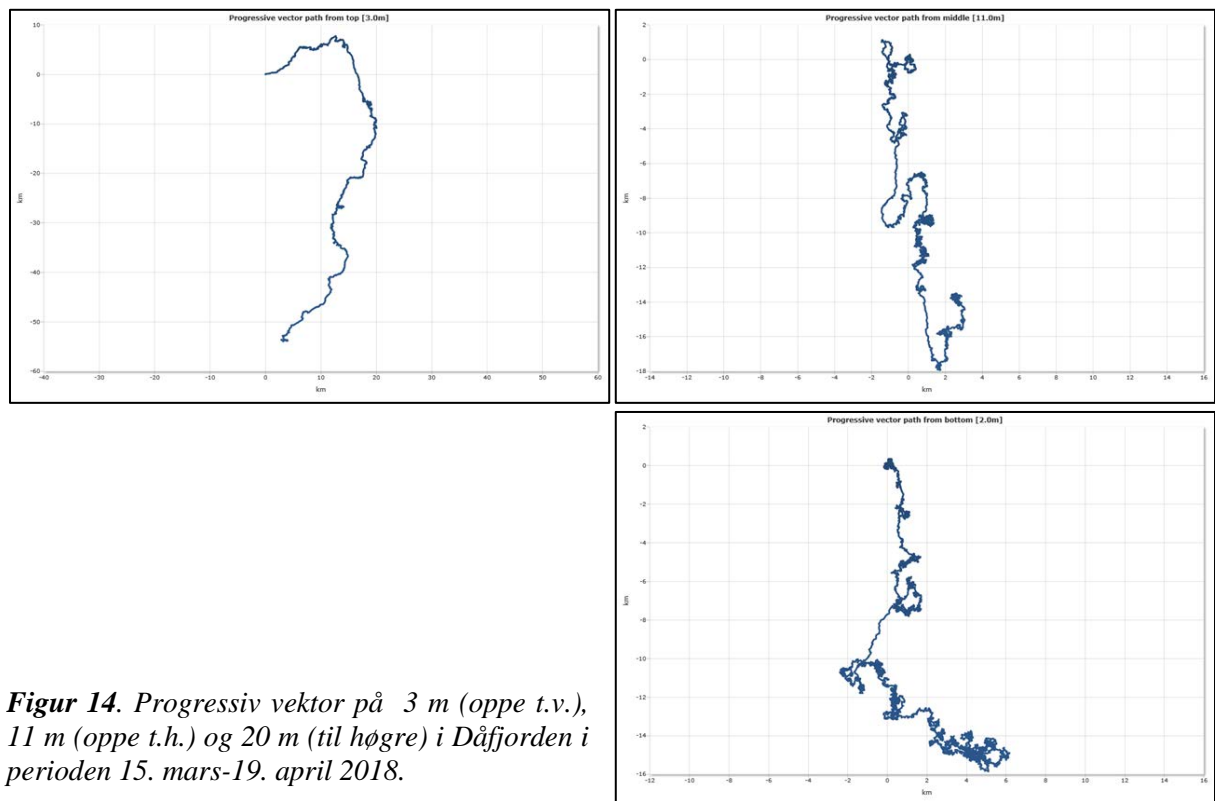 Progressive vector path from top [3.0m]
10
0
-10
-20
-30
-40
-50
-60
km
-40 -30 -20 -10 0 10 20 30 40 50 60
km
Progressive vector path from middle [11.0m]
2
0
-2
-4
-6
-8
-10
-12
-14
-16
-18
km
-14 -12 -10 -8 -6 -4 -2 0 2 4 6 8 10 12 14 16
km
Progressive vector path from bottom [2.0m]
2
0
-2
-4
-6
-8
-10
-12
-14
-16
km
-12 -10 -8 -6 -4 -2 0 2 4 6 8 10 12 14 16
km
Figur 14. Progressiv vektor på 3 m (oppe t.v.),
11 m (oppe t.h.) og 20 m (til høgre) i Dåfjorden i
perioden 15. mars-19. april 2018.